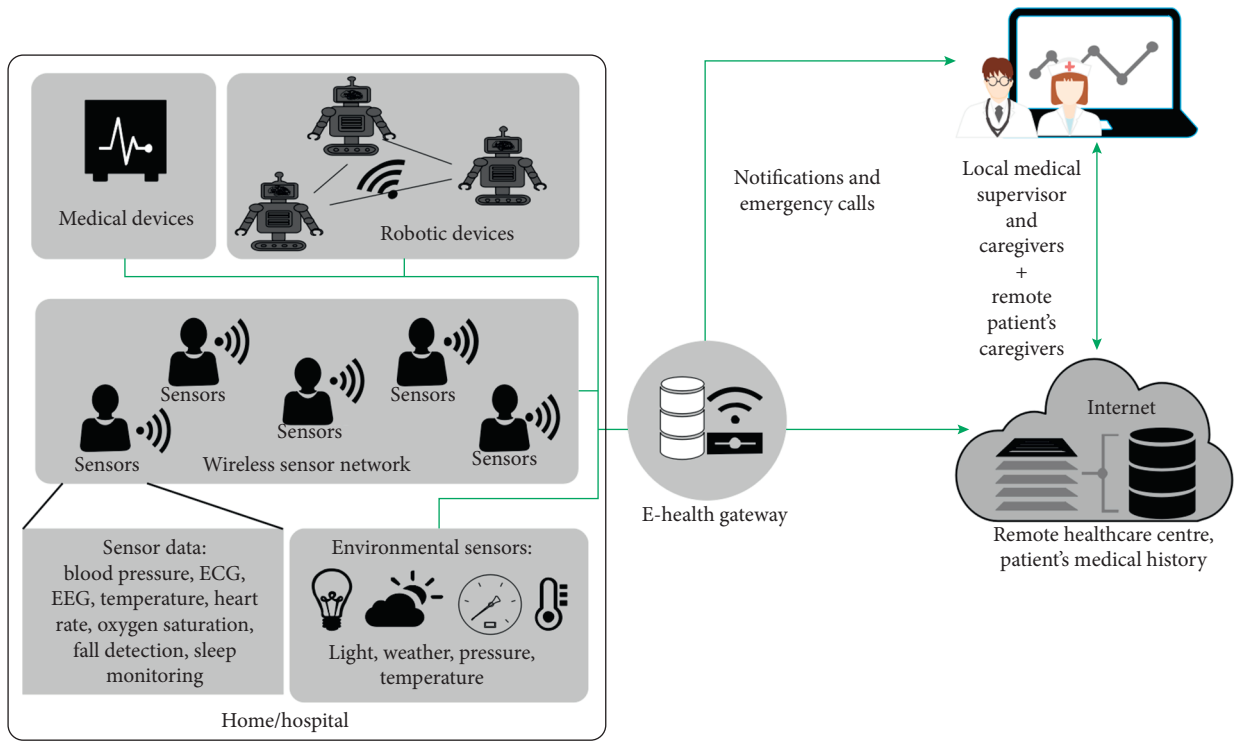 Medical devices
Robotic devices
Sensors
Sensors
Sensors
Sensors
Sensors
Wireless sensor network
Sensor data:
blood pressure, ECG,
EEG, temperature, heart
rate, oxygen saturation,
fall detection, sleep
monitoring
Environmental sensors:
Light, weather, pressure,
temperature
Home/hospital
E-health gateway
Notifications and
emergency calls
Local medical
supervisor
and
caregivers
+
remote
patient's
caregivers
Internet
Remote healthcare centre,
patient's medical history